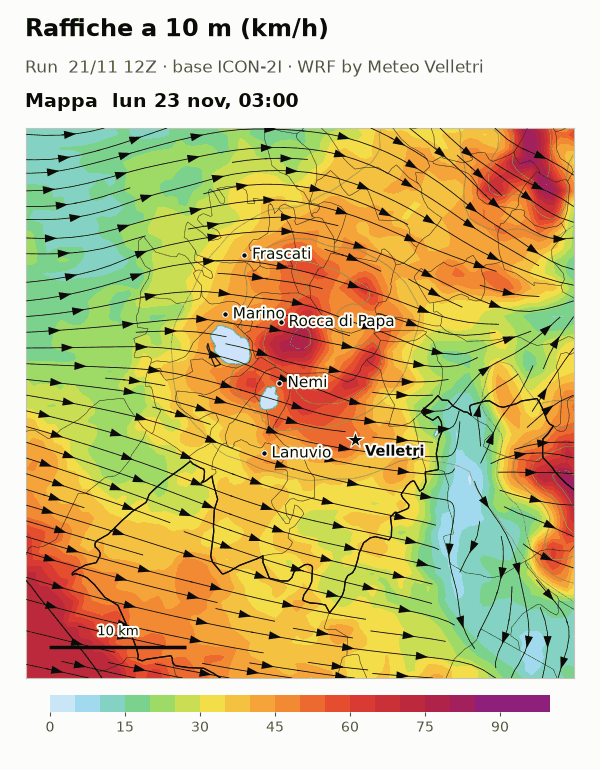 Raffiche a 10 m (km/h)
Run 21/11 12Z · base ICON-2I · WRF by Meteo Velletri
Mappa lun 23 nov, 03:00
Frascati
Marino
Rocca di Papa
Nemi
Velletri
Lanuvio
10 km
0 15 30 45 60 75 90